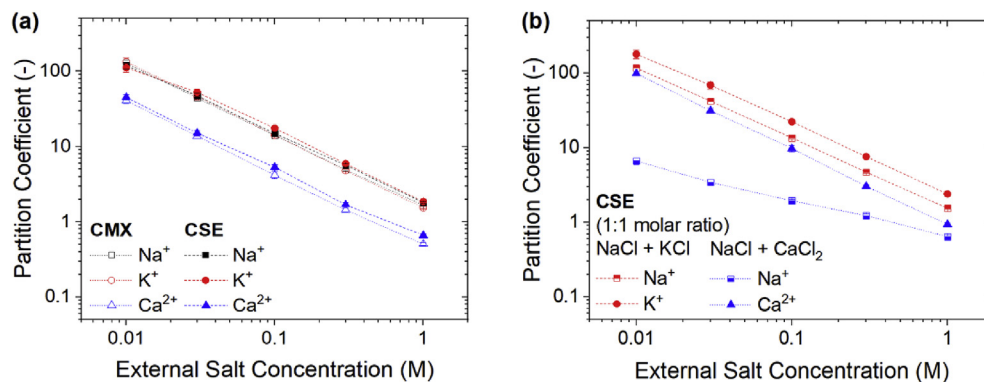 (a)
Partition Coefficient (-)
100
10
1
0.1
CMX CSE
Na⁺ Na⁺
K⁺ K⁺
Ca²⁺ Ca²⁺
0.01 0.1 1
External Salt Concentration (M)
(b)
Partition Coefficient (-)
100
10
1
0.1
CSE
(1:1 molar ratio)
NaCl + KCl NaCl + CaCl₂
Na⁺ Na⁺
K⁺ Ca²⁺
0.01 0.1 1
External Salt Concentration (M)